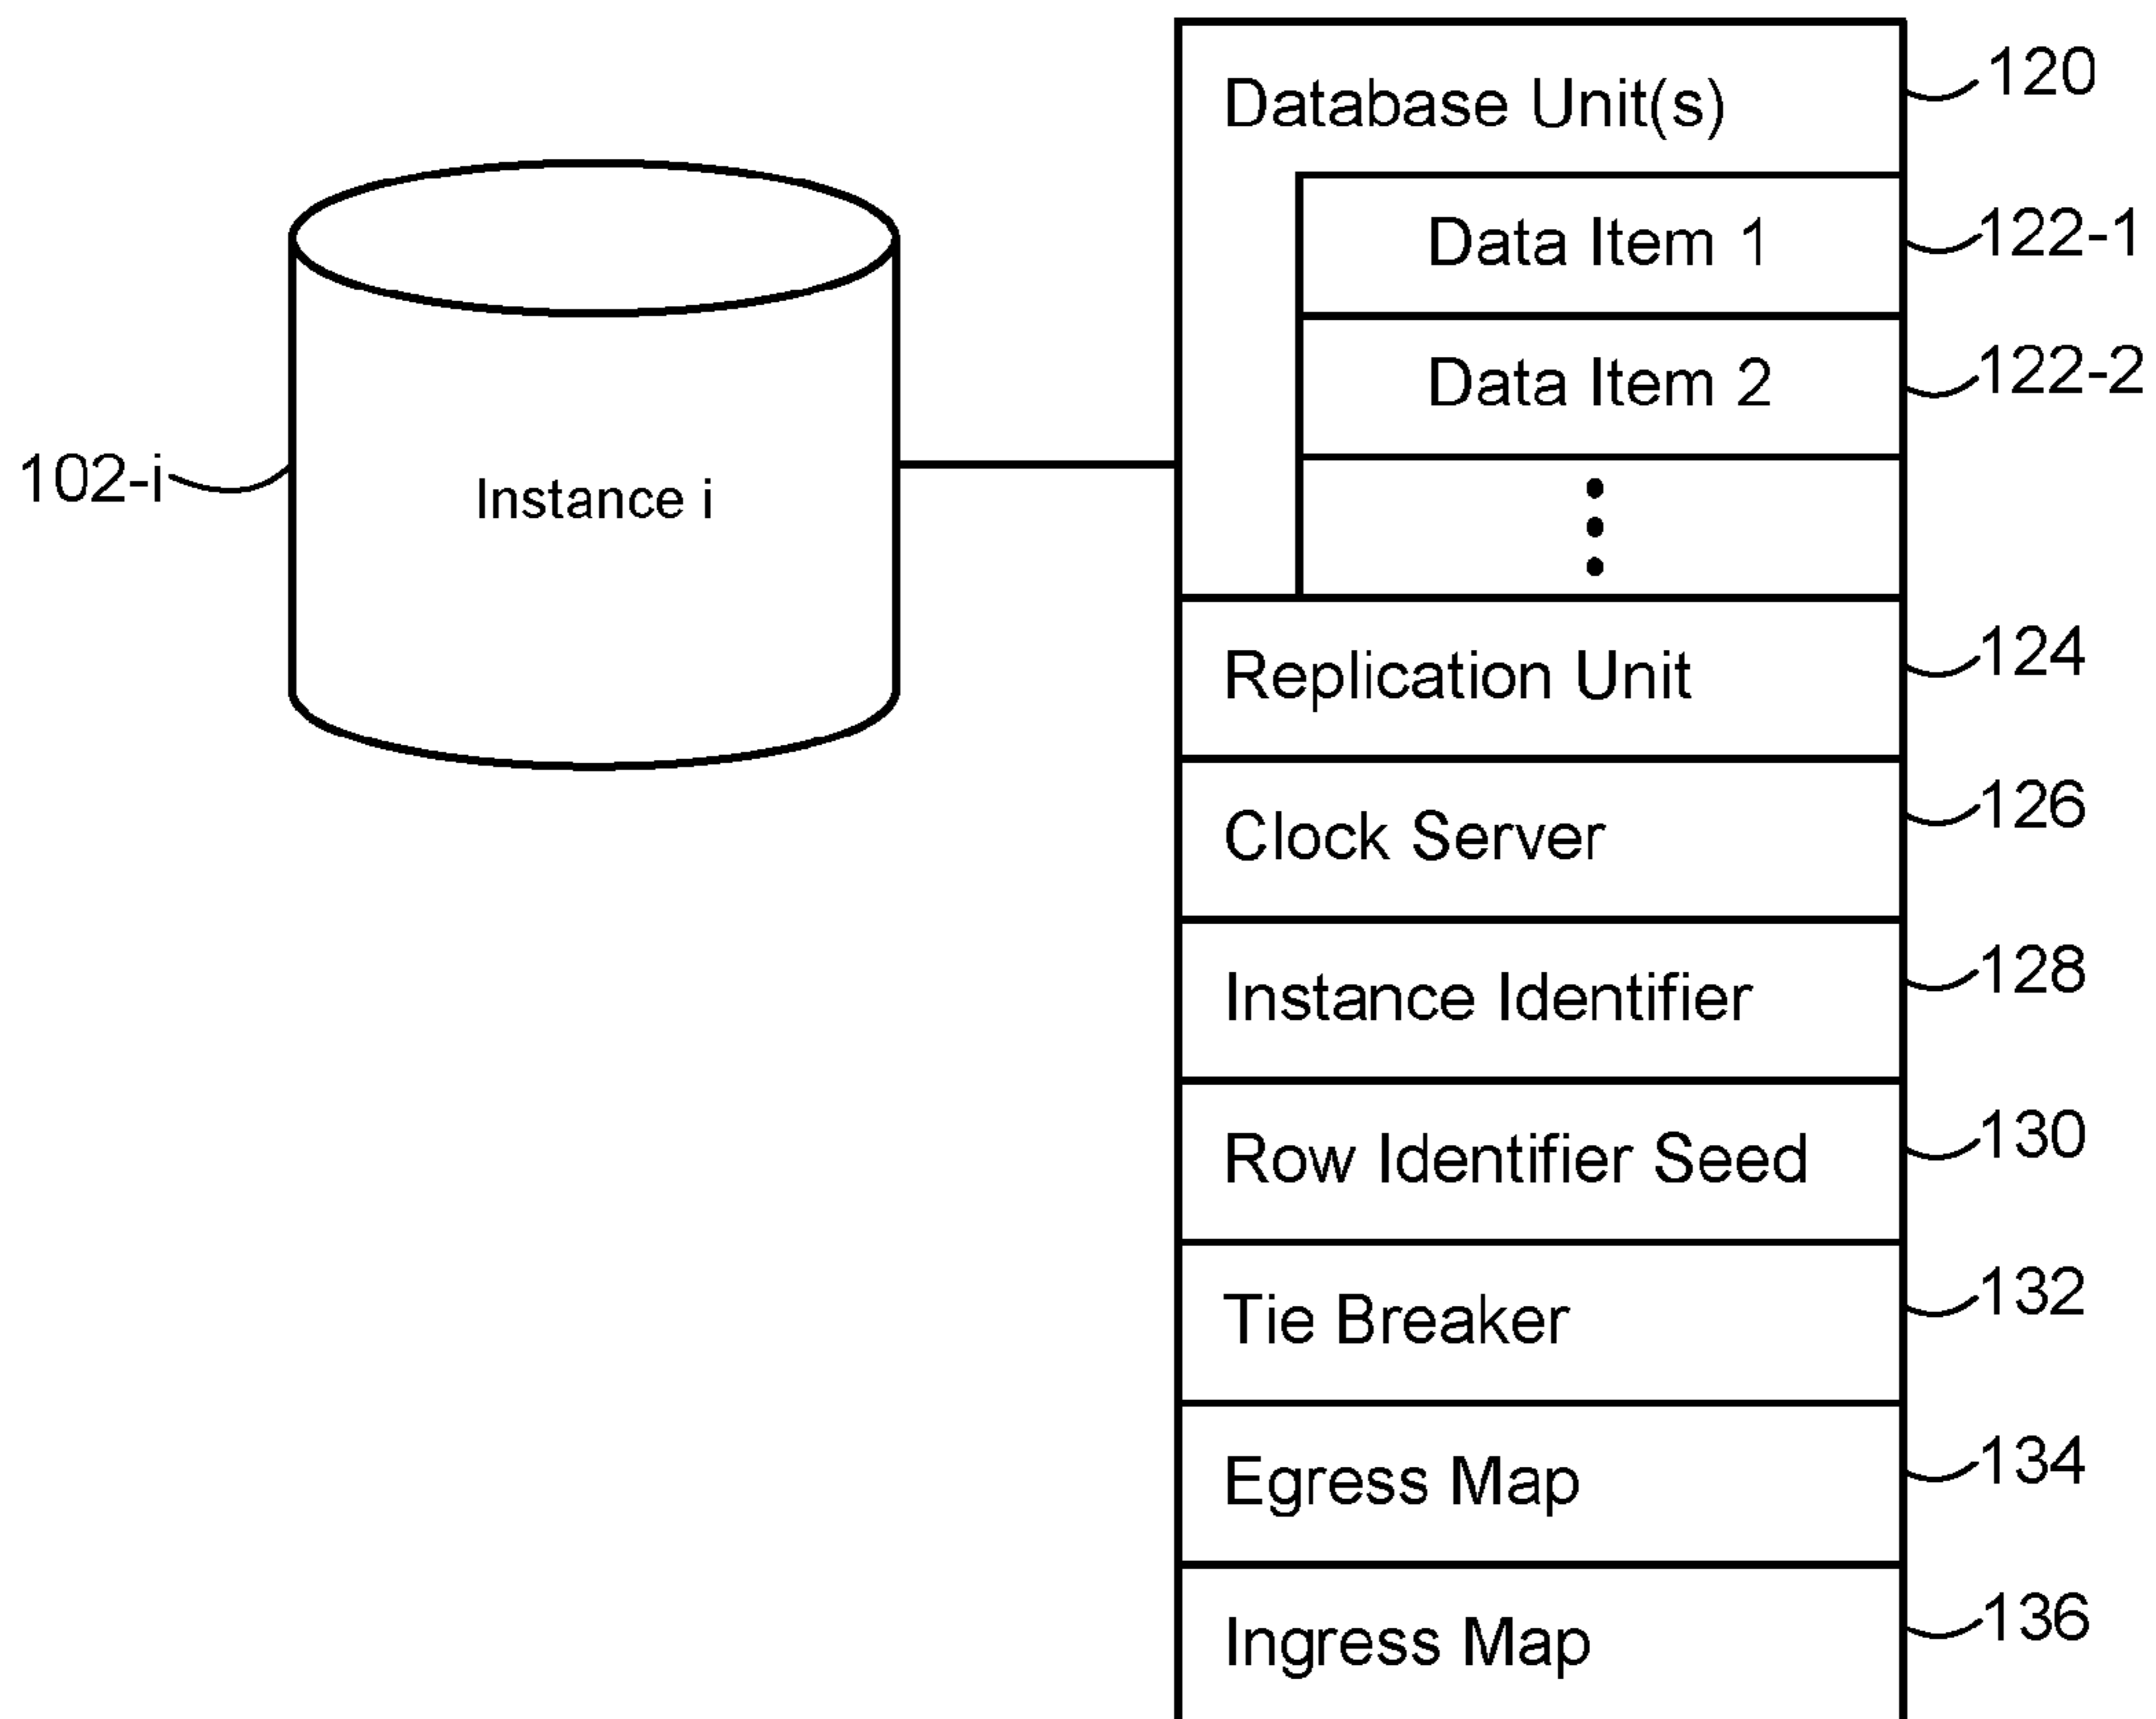 Database Unit(s)
120
Data Item 1
122-1
Data Item 2
122-2
102-i
Instance i
Replication Unit
124
Clock Server
126
Instance Identifier
128
Row Identifier Seed
130
Tie Breaker
132
Egress Map
134
Ingress Map
136